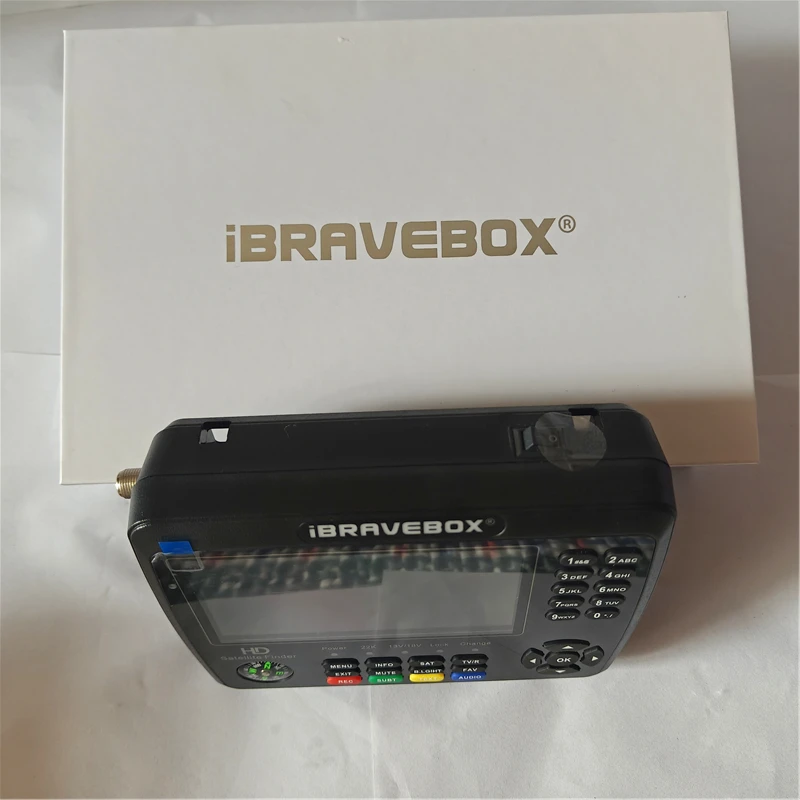 iBRAVEBOX®
iBRAVEBOX®
1
2 ABC
3 DEF
4 GHI
5 JKL
6 MNO
7 PQRS
8 TUV
9 WXYZ
0
HD
Satellite Finder
Power 22K 13V/18V Lock Charge
MENU INFO SAT TV/R
EXIT MUTE B.LGIHT FAV
REC SUBT AUDIO
OK